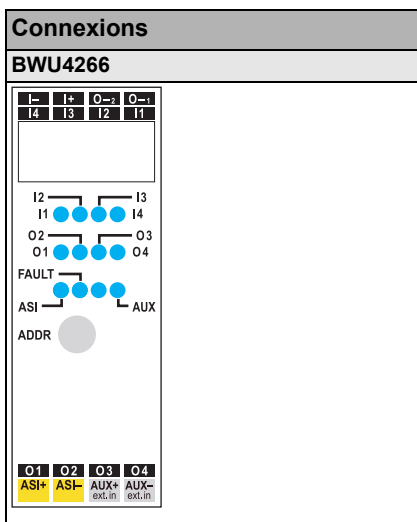 Connexions
BWU4266
I– I+ O–₂ O–₁
I4 I3 I2 I1
I2 I3
I1 I4
O2 O3
O1 O4
FAULT
ASI AUX
ADDR
O1 O2 O3 O4
ASI+ ASI– AUX+ AUX–
ext.in ext.in